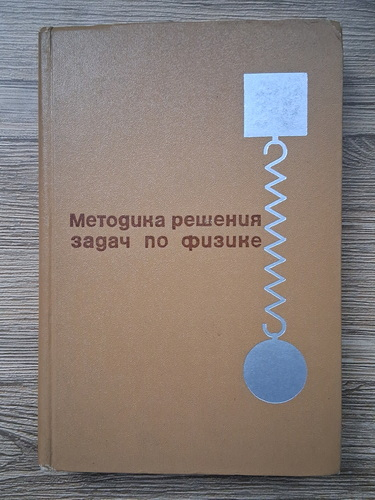 Методика решения
задач по физике